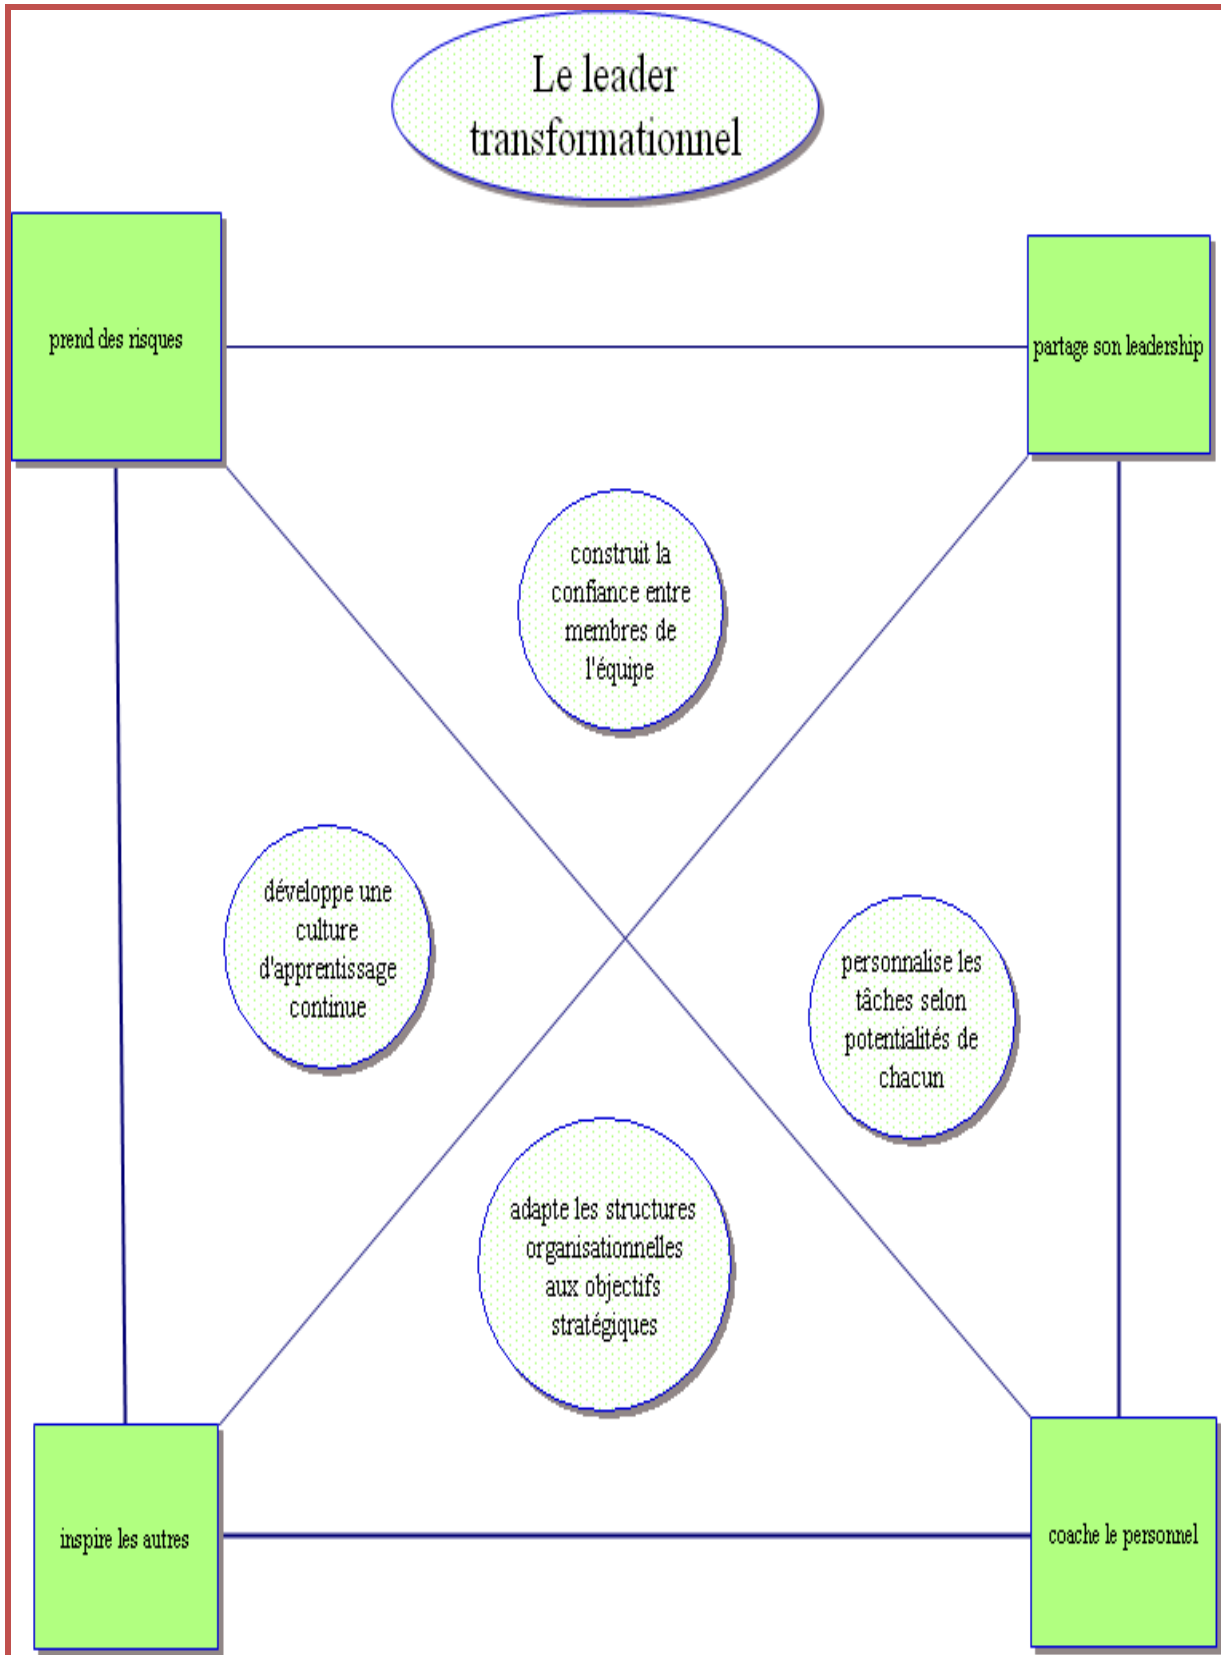 Le leader
transformationnel
prend des risques
partage son leadership
construit la
confiance entre
membres de
l'équipe
développe une
culture
d'apprentissage
continue
personnalise les
tâches selon
potentialités de
chacun
adapte les structures
organisationnelles
aux objectifs
stratégiques
inspire les autres
coache le personnel